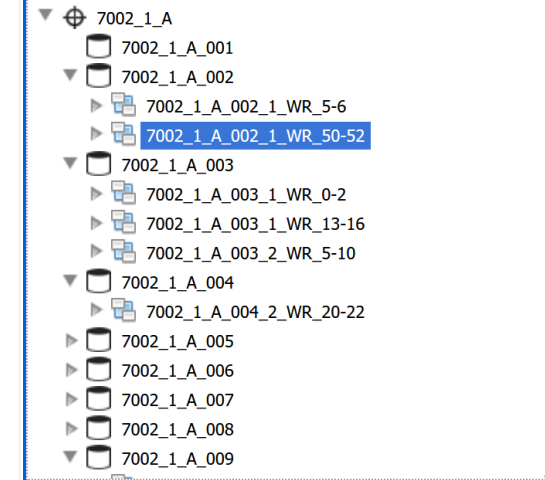 7002_1_A
7002_1_A_001
7002_1_A_002
7002_1_A_002_1_WR_5-6
7002_1_A_002_1_WR_50-52
7002_1_A_003
7002_1_A_003_1_WR_0-2
7002_1_A_003_1_WR_13-16
7002_1_A_003_2_WR_5-10
7002_1_A_004
7002_1_A_004_2_WR_20-22
7002_1_A_005
7002_1_A_006
7002_1_A_007
7002_1_A_008
7002_1_A_009